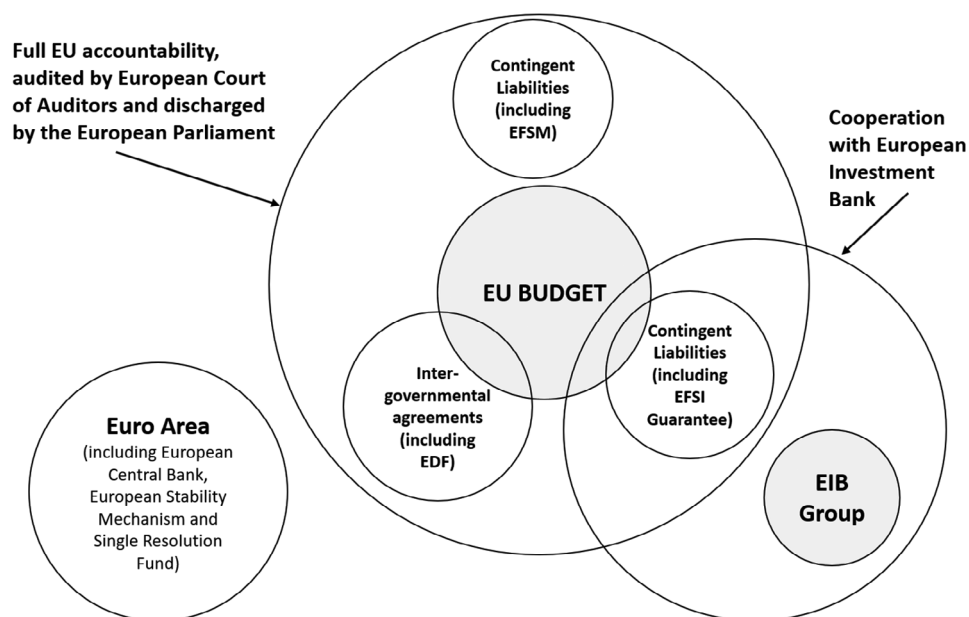 Full EU accountability,
audited by European Court
of Auditors and discharged
by the European Parliament
Contingent
Liabilities
(including
EFSM)
Cooperation
with European
Investment
Bank
EU BUDGET
Contingent
Liabilities
(including
EFSI
Guarantee)
Inter-
governmental
agreements
(including
EDF)
Euro Area
(including European
Central Bank,
European Stability
Mechanism and
Single Resolution
Fund)
EIB
Group